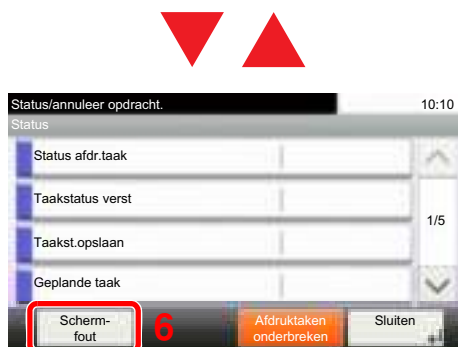 Status/annuleer opdracht.
10:10
Status
Status afdr.taak
Taakstatus verst
1/5
Taakst.opslaan
Geplande taak
Scherm-
fout
6
Afdruktaken
onderbreken
Sluiten